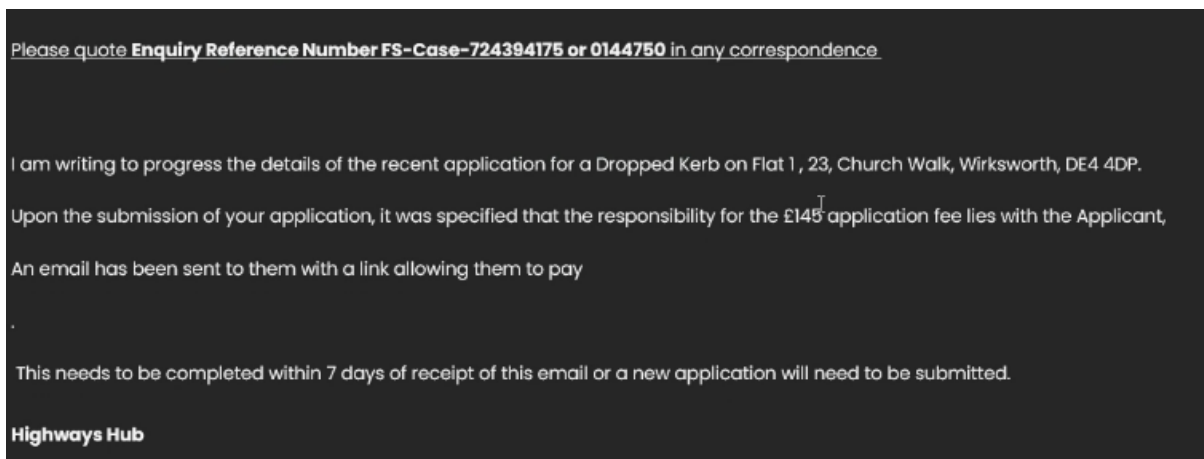 Please quote Enquiry Reference Number FS-Case-724394175 or 0144750 in any correspondence
I am writing to progress the details of the recent application for a Dropped Kerb on Flat 1 , 23, Church Walk, Wirksworth, DE4 4DP.
Upon the submission of your application, it was specified that the responsibility for the £145 application fee lies with the Applicant,
An email has been sent to them with a link allowing them to pay
.
This needs to be completed within 7 days of receipt of this email or a new application will need to be submitted.
Highways Hub